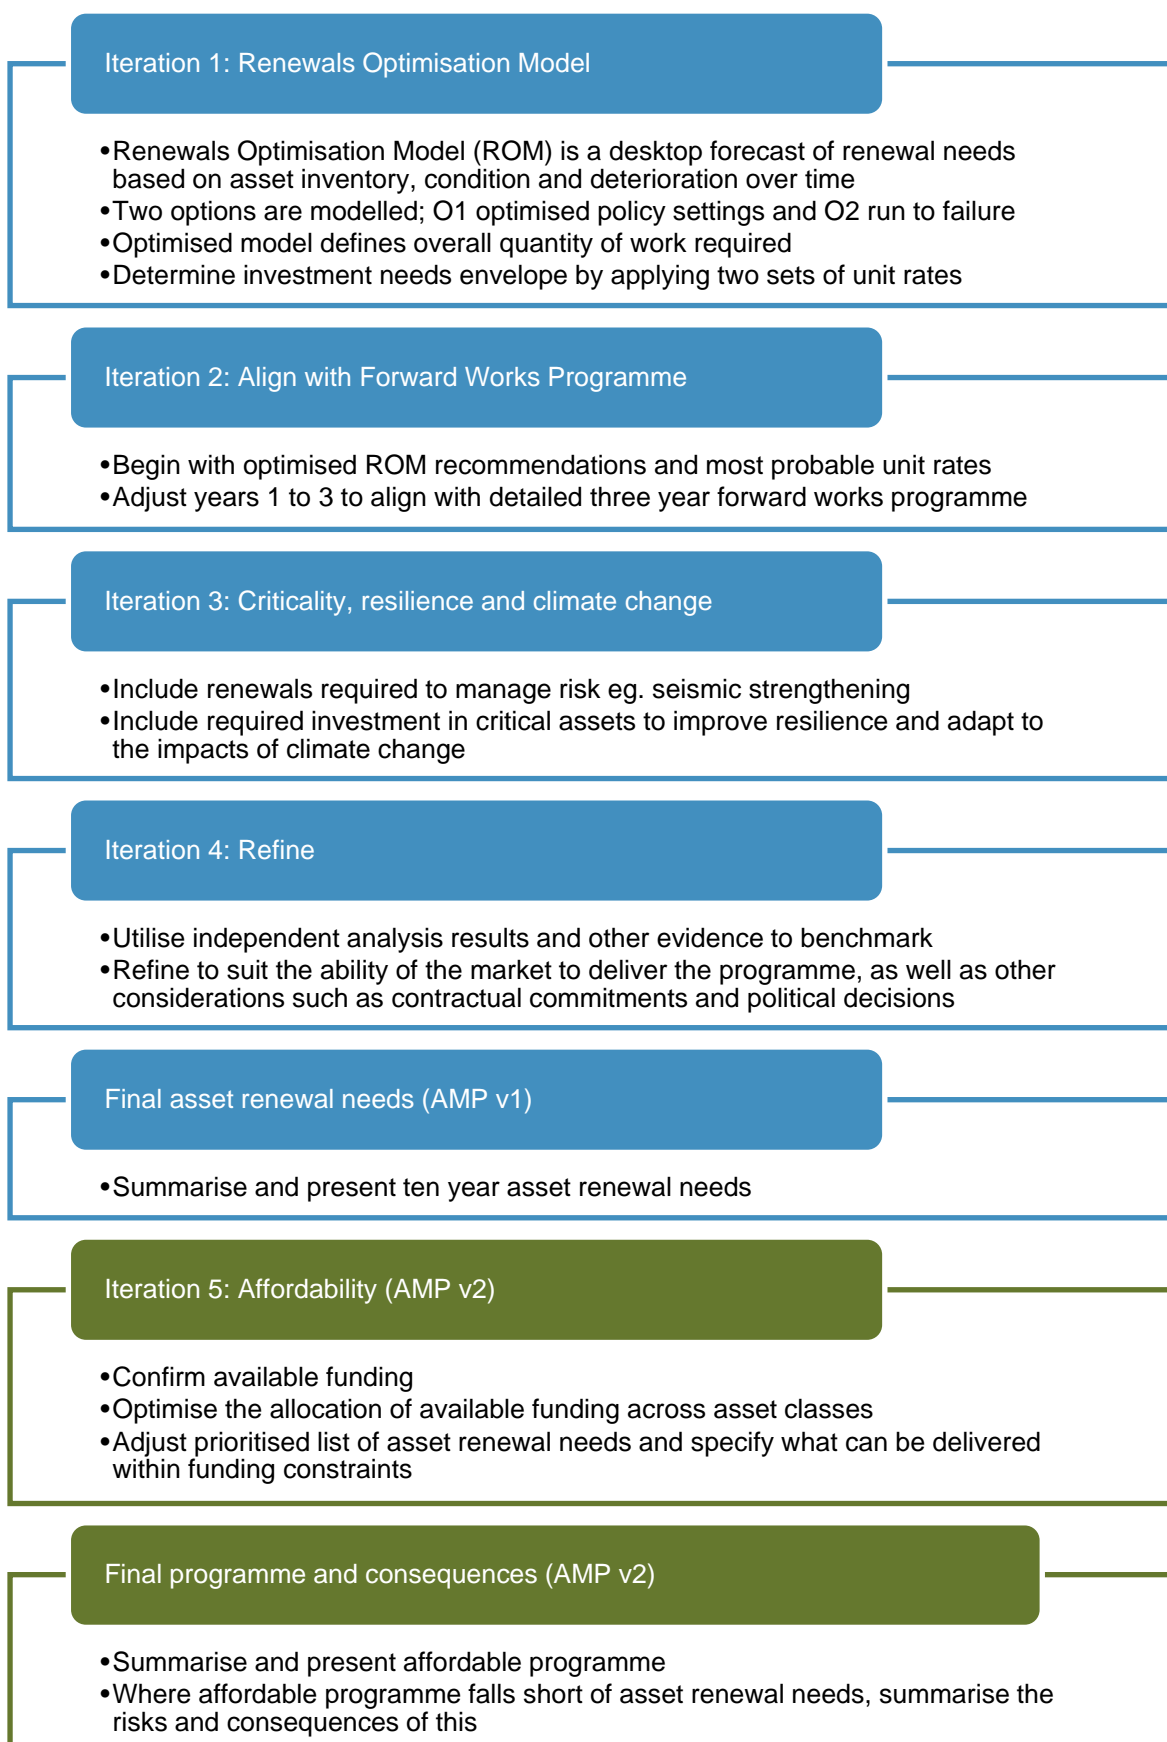 Iteration 1: Renewals Optimisation Model
•Renewals Optimisation Model (ROM) is a desktop forecast of renewal needs
based on asset inventory, condition and deterioration over time
•Two options are modelled; O1 optimised policy settings and O2 run to failure
•Optimised model defines overall quantity of work required
•Determine investment needs envelope by applying two sets of unit rates
Iteration 2: Align with Forward Works Programme
•Begin with optimised ROM recommendations and most probable unit rates
•Adjust years 1 to 3 to align with detailed three year forward works programme
Iteration 3: Criticality, resilience and climate change
•Include renewals required to manage risk eg. seismic strengthening
•Include required investment in critical assets to improve resilience and adapt to
the impacts of climate change
Iteration 4: Refine
•Utilise independent analysis results and other evidence to benchmark
•Refine to suit the ability of the market to deliver the programme, as well as other
considerations such as contractual commitments and political decisions
Final asset renewal needs (AMP v1)
•Summarise and present ten year asset renewal needs
Iteration 5: Affordability (AMP v2)
•Confirm available funding
•Optimise the allocation of available funding across asset classes
•Adjust prioritised list of asset renewal needs and specify what can be delivered
within funding constraints
Final programme and consequences (AMP v2)
•Summarise and present affordable programme
•Where affordable programme falls short of asset renewal needs, summarise the
risks and consequences of this